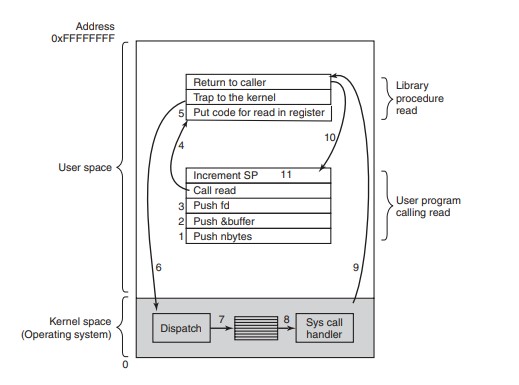 Address
0xFFFFFFFF
Return to caller
Trap to the kernel
5 Put code for read in register
Library
procedure
read
4
10
User space
Increment SP 11
Call read
3 Push fd
2 Push &buffer
1 Push nbytes
User program
calling read
6
9
Kernel space
(Operating system)
Dispatch
7
8
Sys call
handler
0